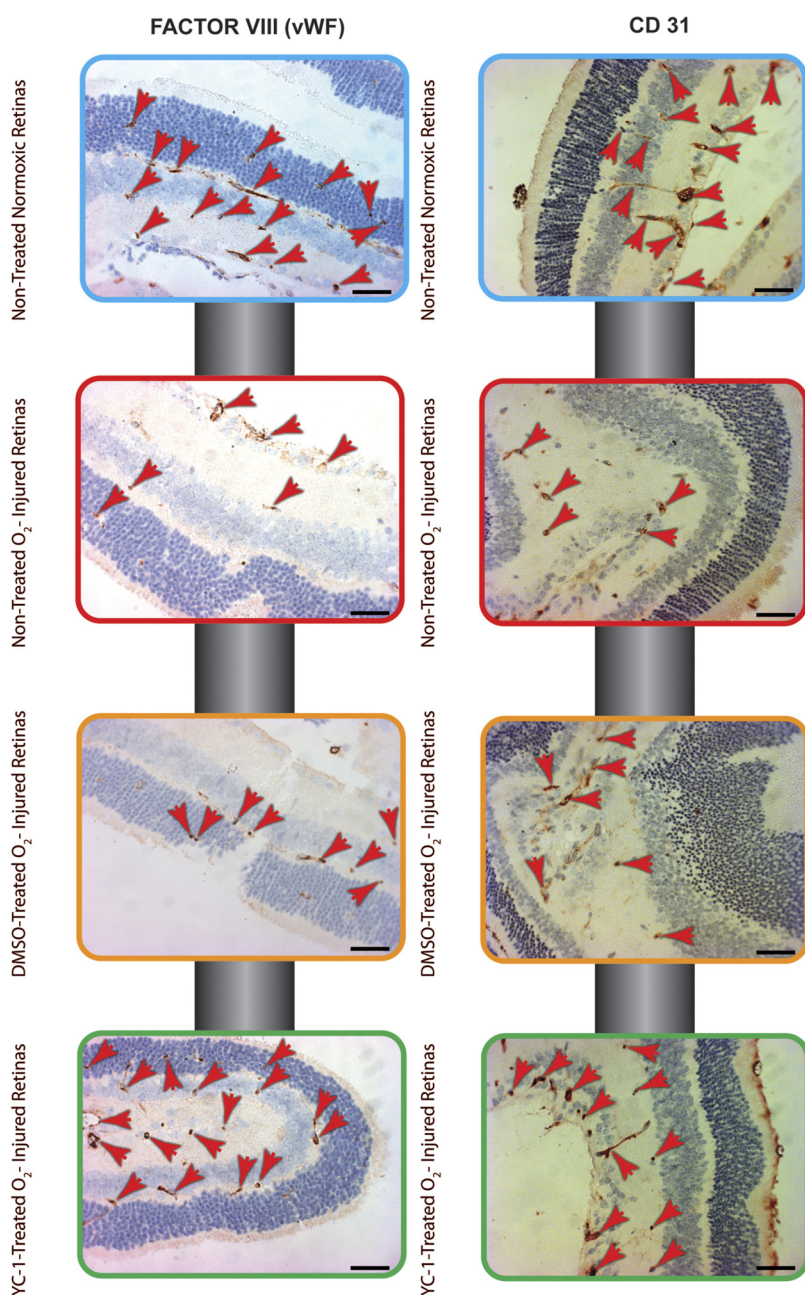 FACTOR VIII (vWF)
CD 31
Non-Treated Normoxic Retinas
Non-Treated Normoxic Retinas
Non-Treated O2- Injured Retinas
Non-Treated O2- Injured Retinas
DMSO-Treated O2- Injured Retinas
DMSO-Treated O2- Injured Retinas
YC-1-Treated O2- Injured Retinas
YC-1-Treated O2- Injured Retinas